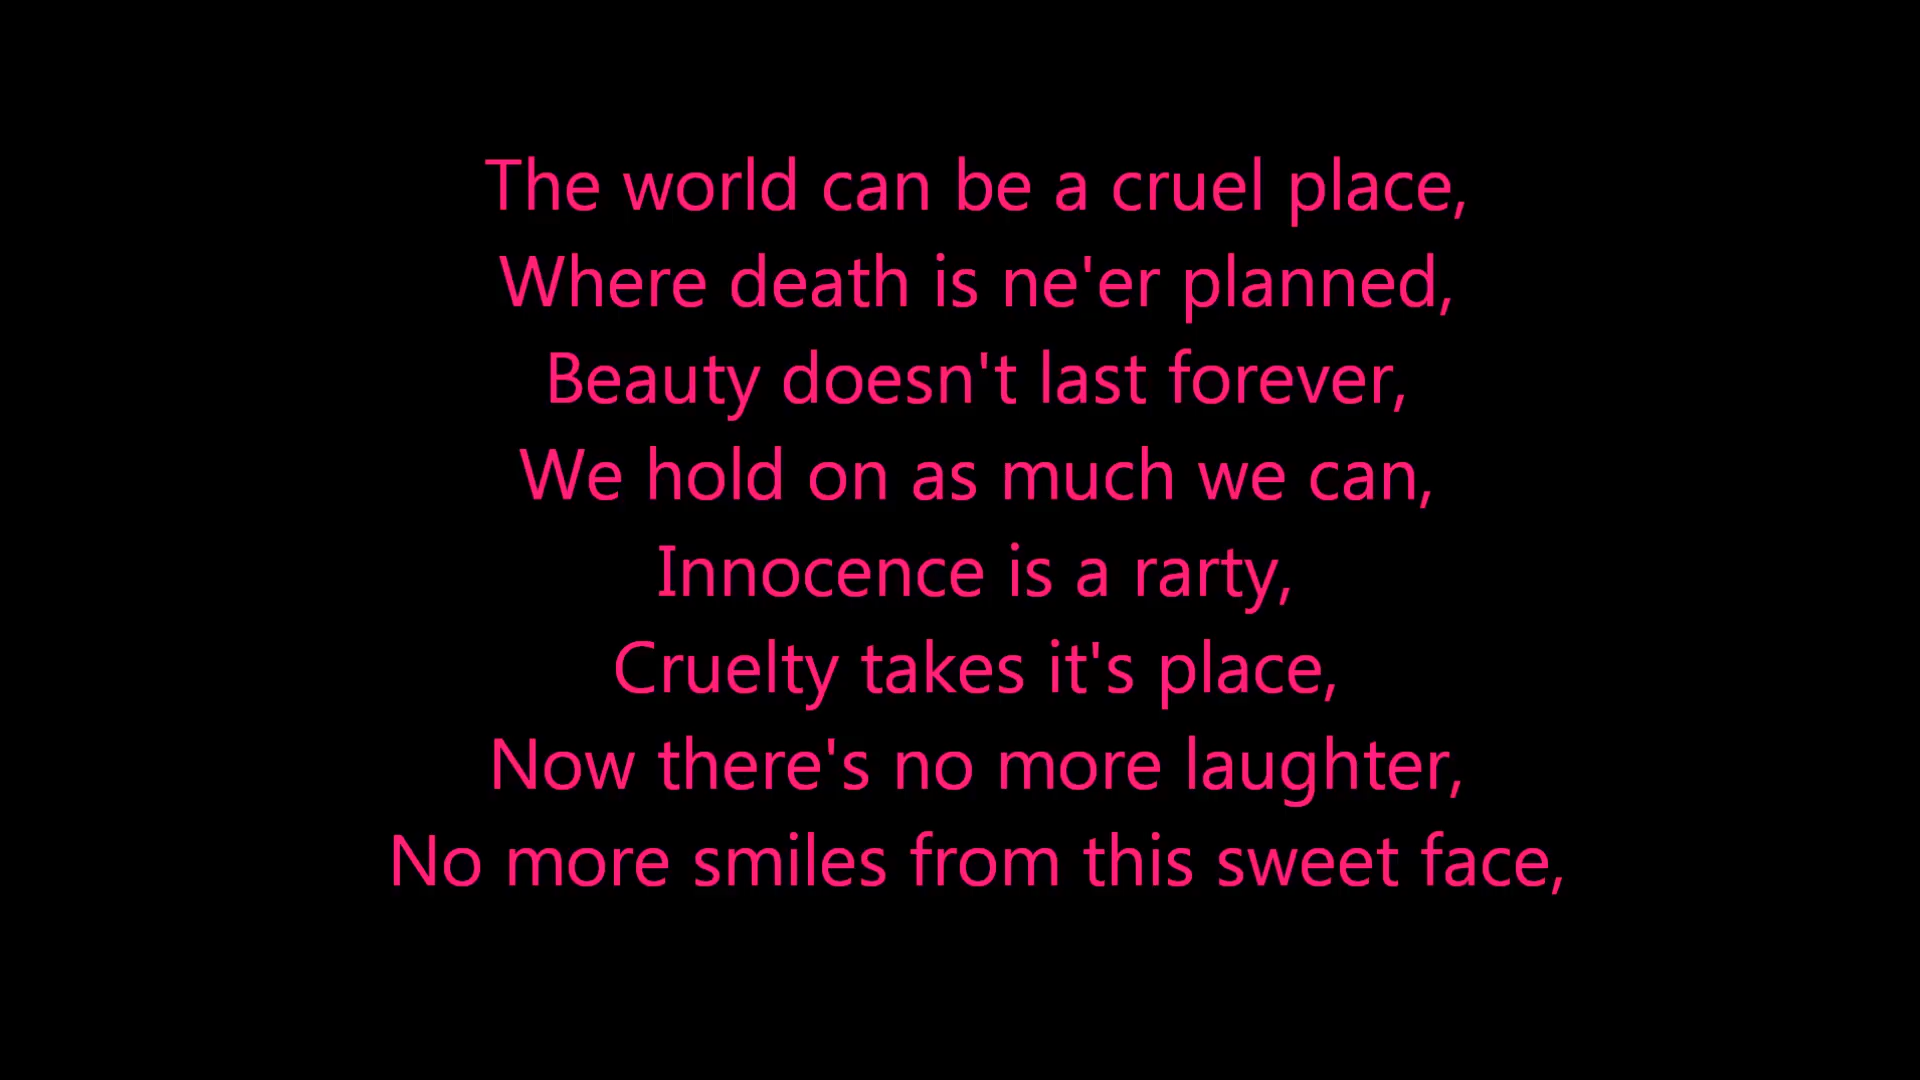 The world can be a cruel place,
Where death is ne'er planned,
Beauty doesn't last forever,
We hold on as much we can,
Innocence is a rarty,
Cruelty takes it's place,
Now there's no more laughter,
No more smiles from this sweet face,